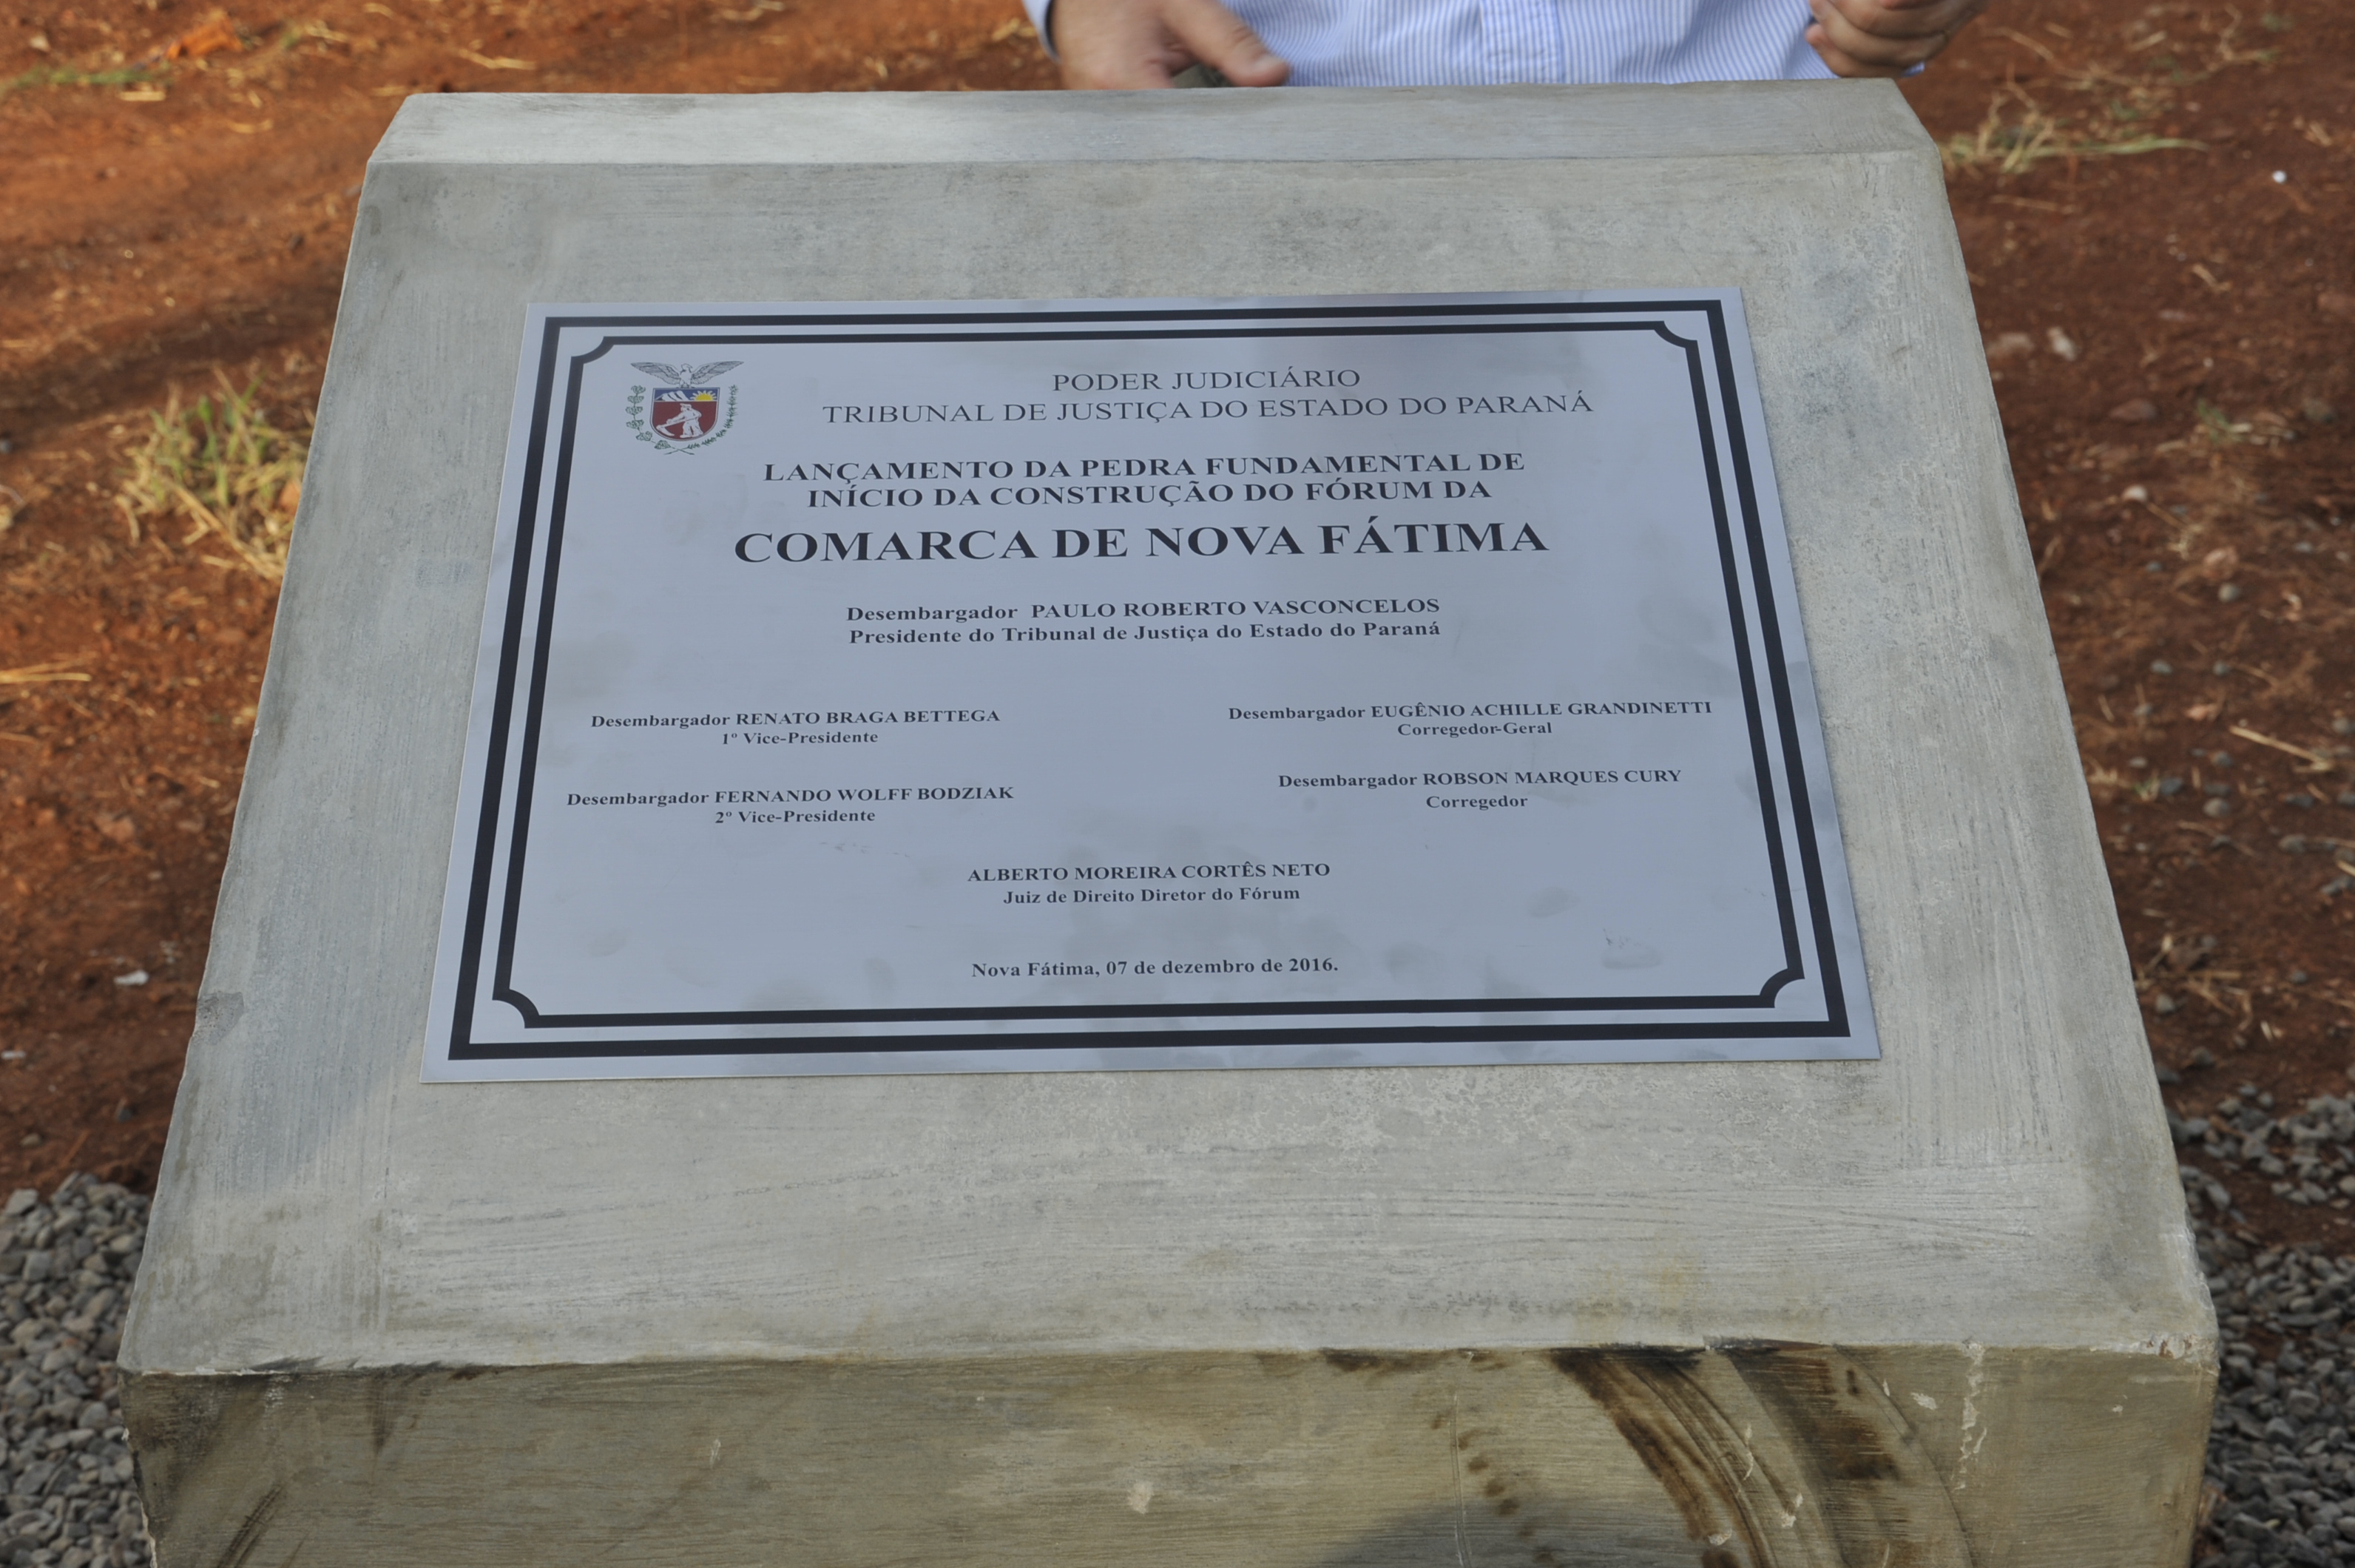 PODER JUDICIÁRIO
TRIBUNAL DE JUSTIÇA DO ESTADO DO PARANÁ
LANÇAMENTO DA PEDRA FUNDAMENTAL DE
INÍCIO DA CONSTRUÇÃO DO FÓRUM DA
COMARCA DE NOVA FÁTIMA
Desembargador PAULO ROBERTO VASCONCELOS
Presidente do Tribunal de Justiça do Estado do Paraná
Desembargador RENATO BRAGA BETTEGA
1º Vice-Presidente
Desembargador EUGÊNIO ACHILLE GRANDINETTI
Corregedor-Geral
Desembargador FERNANDO WOLFF BODZIAK
2º Vice-Presidente
Desembargador ROBSON MARQUES CURY
Corregedor
ALBERTO MOREIRA CORTÊS NETO
Juiz de Direito Diretor do Fórum
Nova Fátima, 07 de dezembro de 2016.